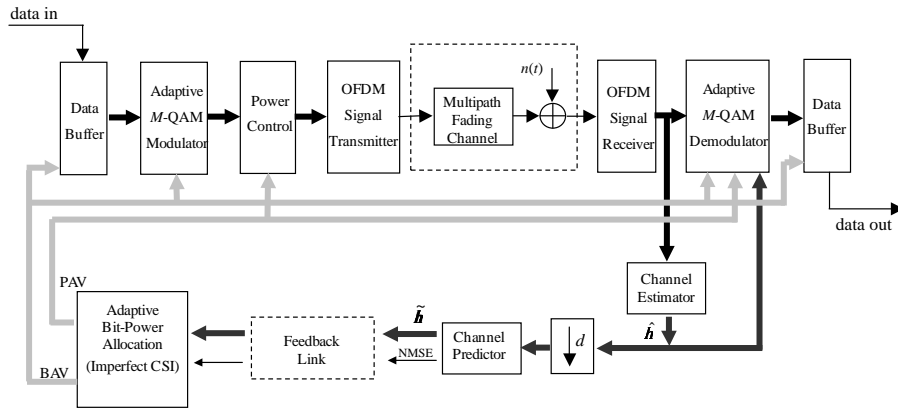 data in
Data
Buffer
Adaptive
M-QAM
Modulator
Power
Control
OFDM
Signal
Transmitter
Multipath
Fading
Channel
n(t)
OFDM
Signal
Receiver
Adaptive
M-QAM
Demodulator
Data
Buffer
data out
PAV
BAV
Adaptive
Bit-Power
Allocation
(Imperfect CSI)
Feedback
Link
h̃
NMSE
Channel
Predictor
d
ĥ
Channel
Estimator